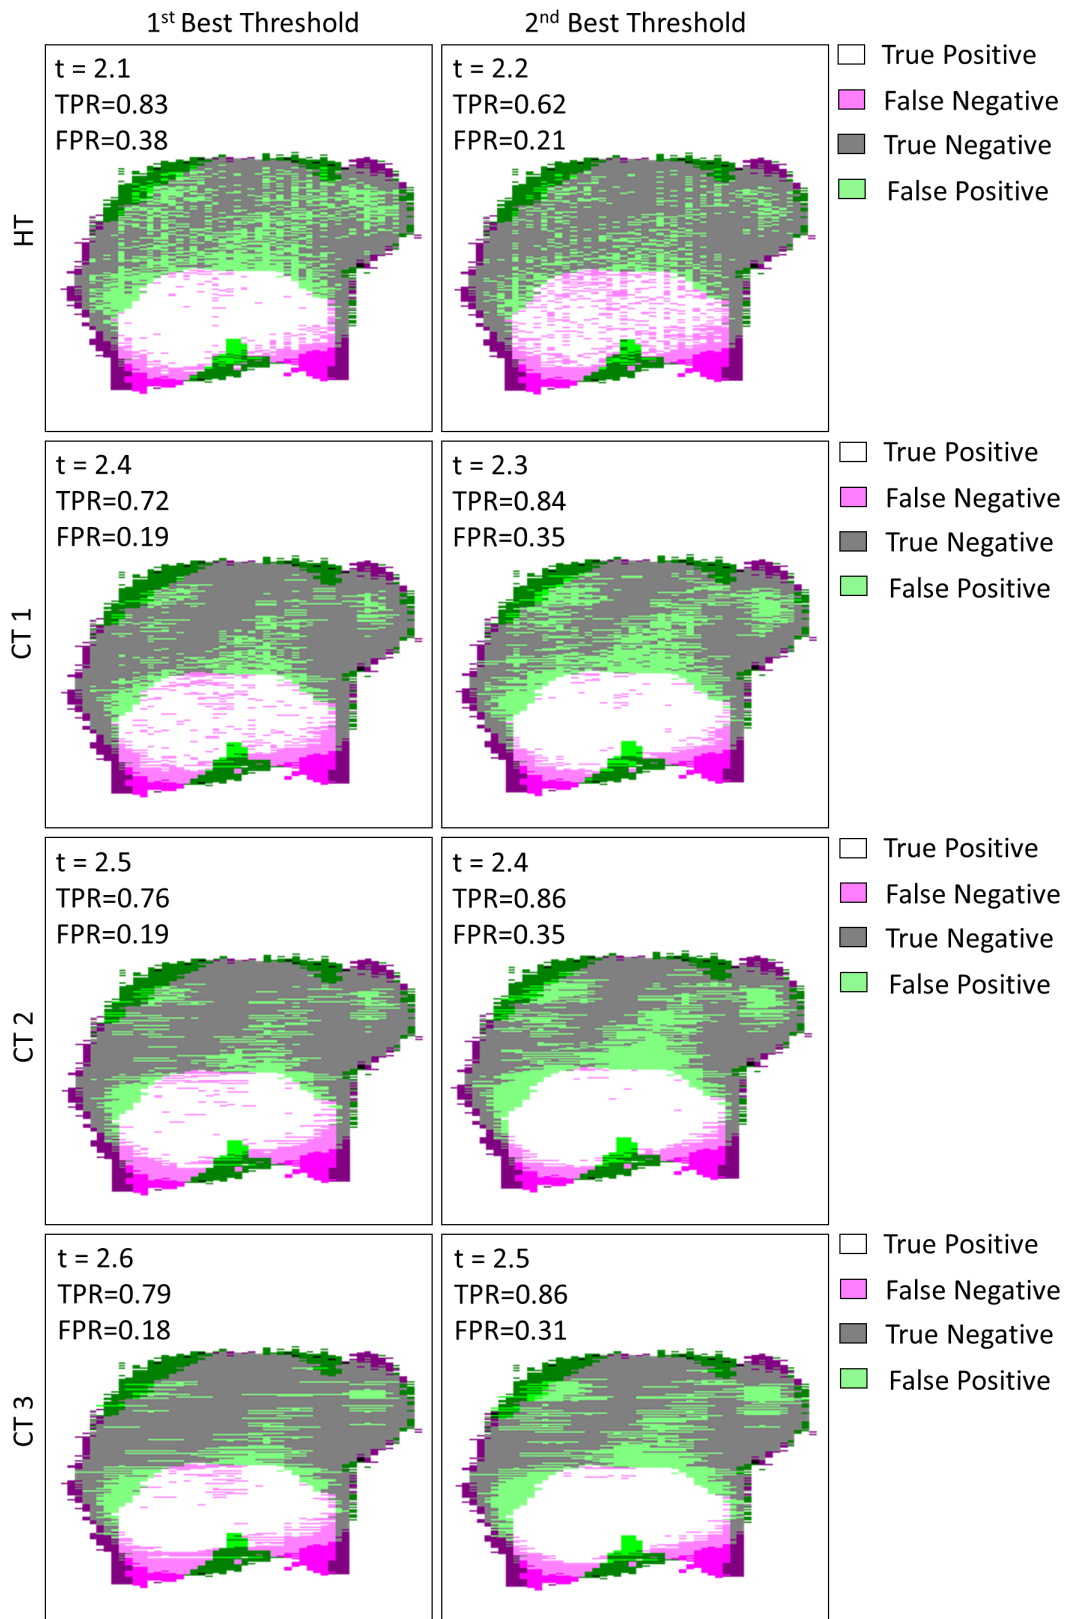 1st Best Threshold
2nd Best Threshold
HT
t = 2.1
TPR=0.83
FPR=0.38
t = 2.2
TPR=0.62
FPR=0.21
True Positive
False Negative
True Negative
False Positive
CT 1
t = 2.4
TPR=0.72
FPR=0.19
t = 2.3
TPR=0.84
FPR=0.35
True Positive
False Negative
True Negative
False Positive
CT 2
t = 2.5
TPR=0.76
FPR=0.19
t = 2.4
TPR=0.86
FPR=0.35
True Positive
False Negative
True Negative
False Positive
CT 3
t = 2.6
TPR=0.79
FPR=0.18
t = 2.5
TPR=0.86
FPR=0.31
True Positive
False Negative
True Negative
False Positive